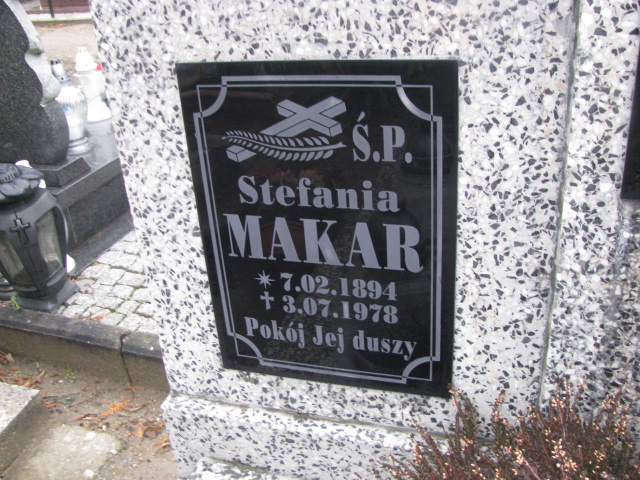 Ś.P.
Stefania
MAKAR
✴ 7.02.1894
✝ 3.07.1978
Pokój Jej duszy